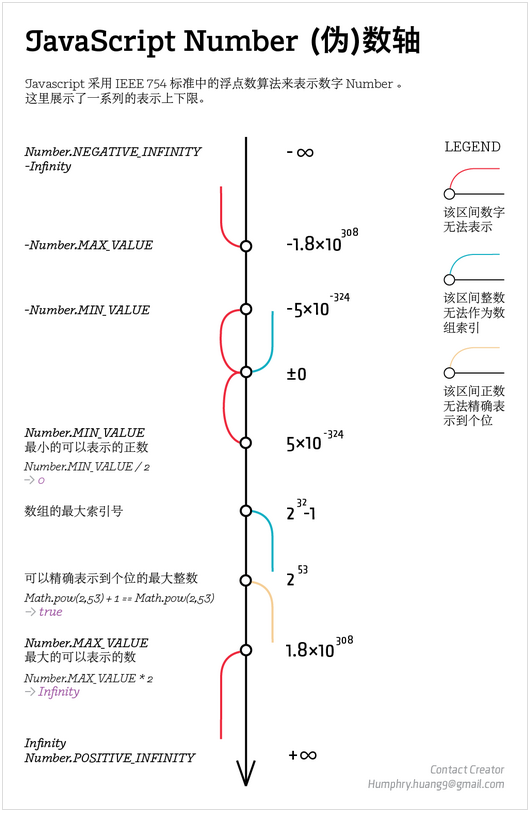 JavaScript Number (伪)数轴
Javascript 采用 IEEE 754 标准中的浮点数算法来表示数字 Number 。
这里展示了一系列的表示上下限。
Number.NEGATIVE_INFINITY
-Infinity
- ∞
-Number.MAX_VALUE
-1.8×10^308
-Number.MIN_VALUE
-5×10^-324
±0
Number.MIN_VALUE
最小的可以表示的正数
Number.MIN_VALUE / 2
-> 0
5×10^-324
数组的最大索引号
2^32-1
可以精确表示到个位的最大整数
Math.pow(2,53) + 1 == Math.pow(2,53)
-> true
2^53
Number.MAX_VALUE
最大的可以表示的数
Number.MAX_VALUE * 2
-> Infinity
1.8×10^308
Infinity
Number.POSITIVE_INFINITY
+∞
LEGEND
该区间数字
无法表示
该区间整数
无法作为数
组索引
该区间正数
无法精确表
示到个位
Contact Creator
Humphry.huang9@gmail.com